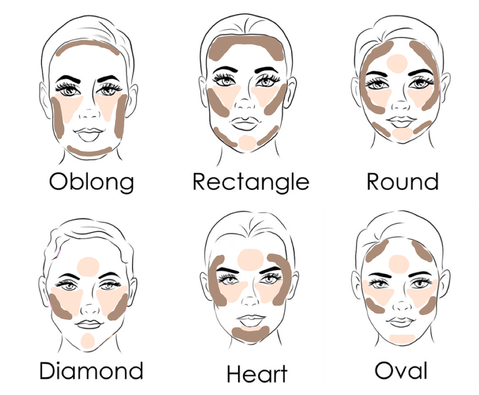 Oblong
Rectangle
Round
Diamond
Heart
Oval